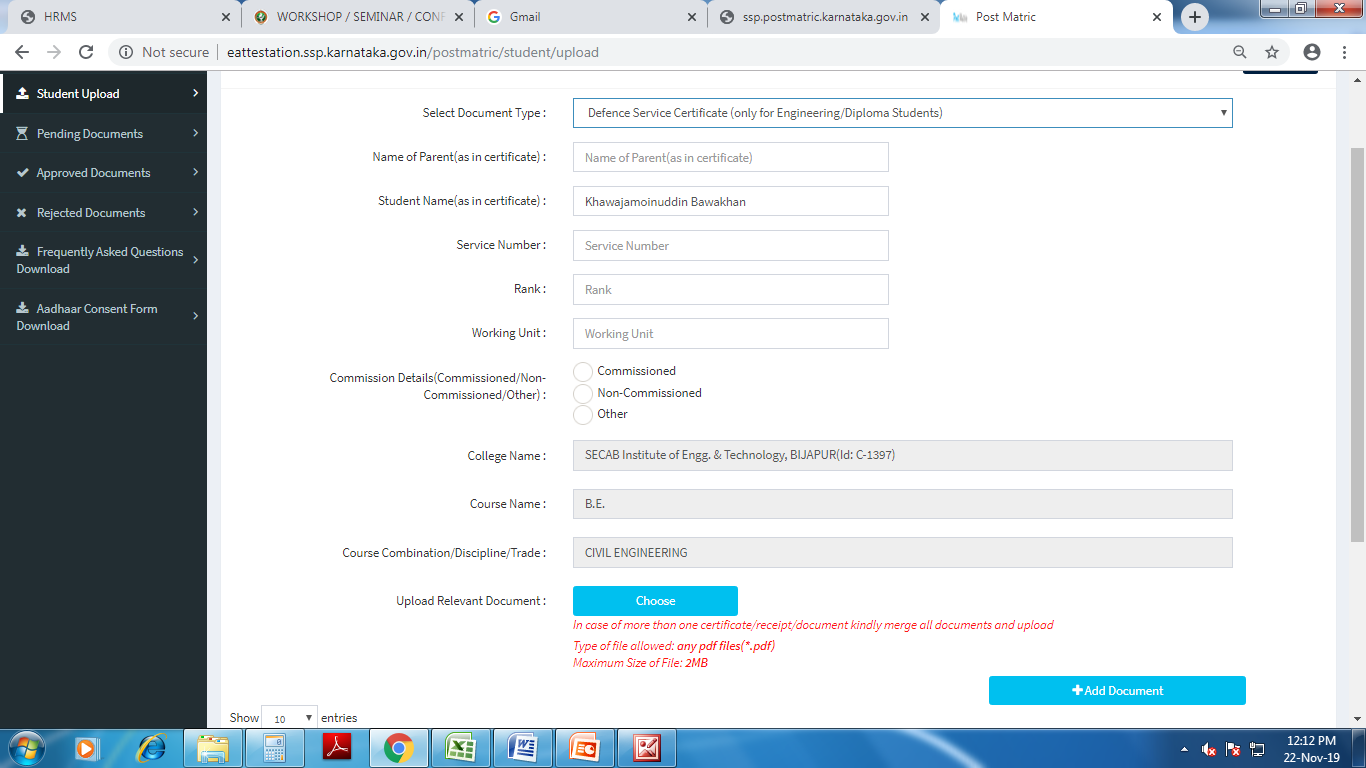 HRMS
WORKSHOP / SEMINAR / CONF
Gmail
ssp.postmatric.karnataka.gov.in
Post Matric
Not secure
eattestation.ssp.karnataka.gov.in/postmatric/student/upload
Student Upload
Pending Documents
Approved Documents
Rejected Documents
Frequently Asked Questions
Download
Aadhaar Consent Form
Download
Select Document Type :
Defence Service Certificate (only for Engineering/Diploma Students)
Name of Parent(as in certificate) :
Name of Parent(as in certificate)
Student Name(as in certificate) :
Khawajamoinuddin Bawakhan
Service Number :
Service Number
Rank :
Rank
Working Unit :
Working Unit
Commission Details(Commissioned/Non-
Commissioned/Other) :
Commissioned
Non-Commissioned
Other
College Name :
SECAB Institute of Engg. & Technology, BIJAPUR(Id: C-1397)
Course Name :
B.E.
Course Combination/Discipline/Trade :
CIVIL ENGINEERING
Upload Relevant Document :
Choose
In case of more than one certificate/receipt/document kindly merge all documents and upload
Type of file allowed: any pdf files(*.pdf)
Maximum Size of File: 2MB
Add Document
Show 10 entries
12:12 PM
22-Nov-19